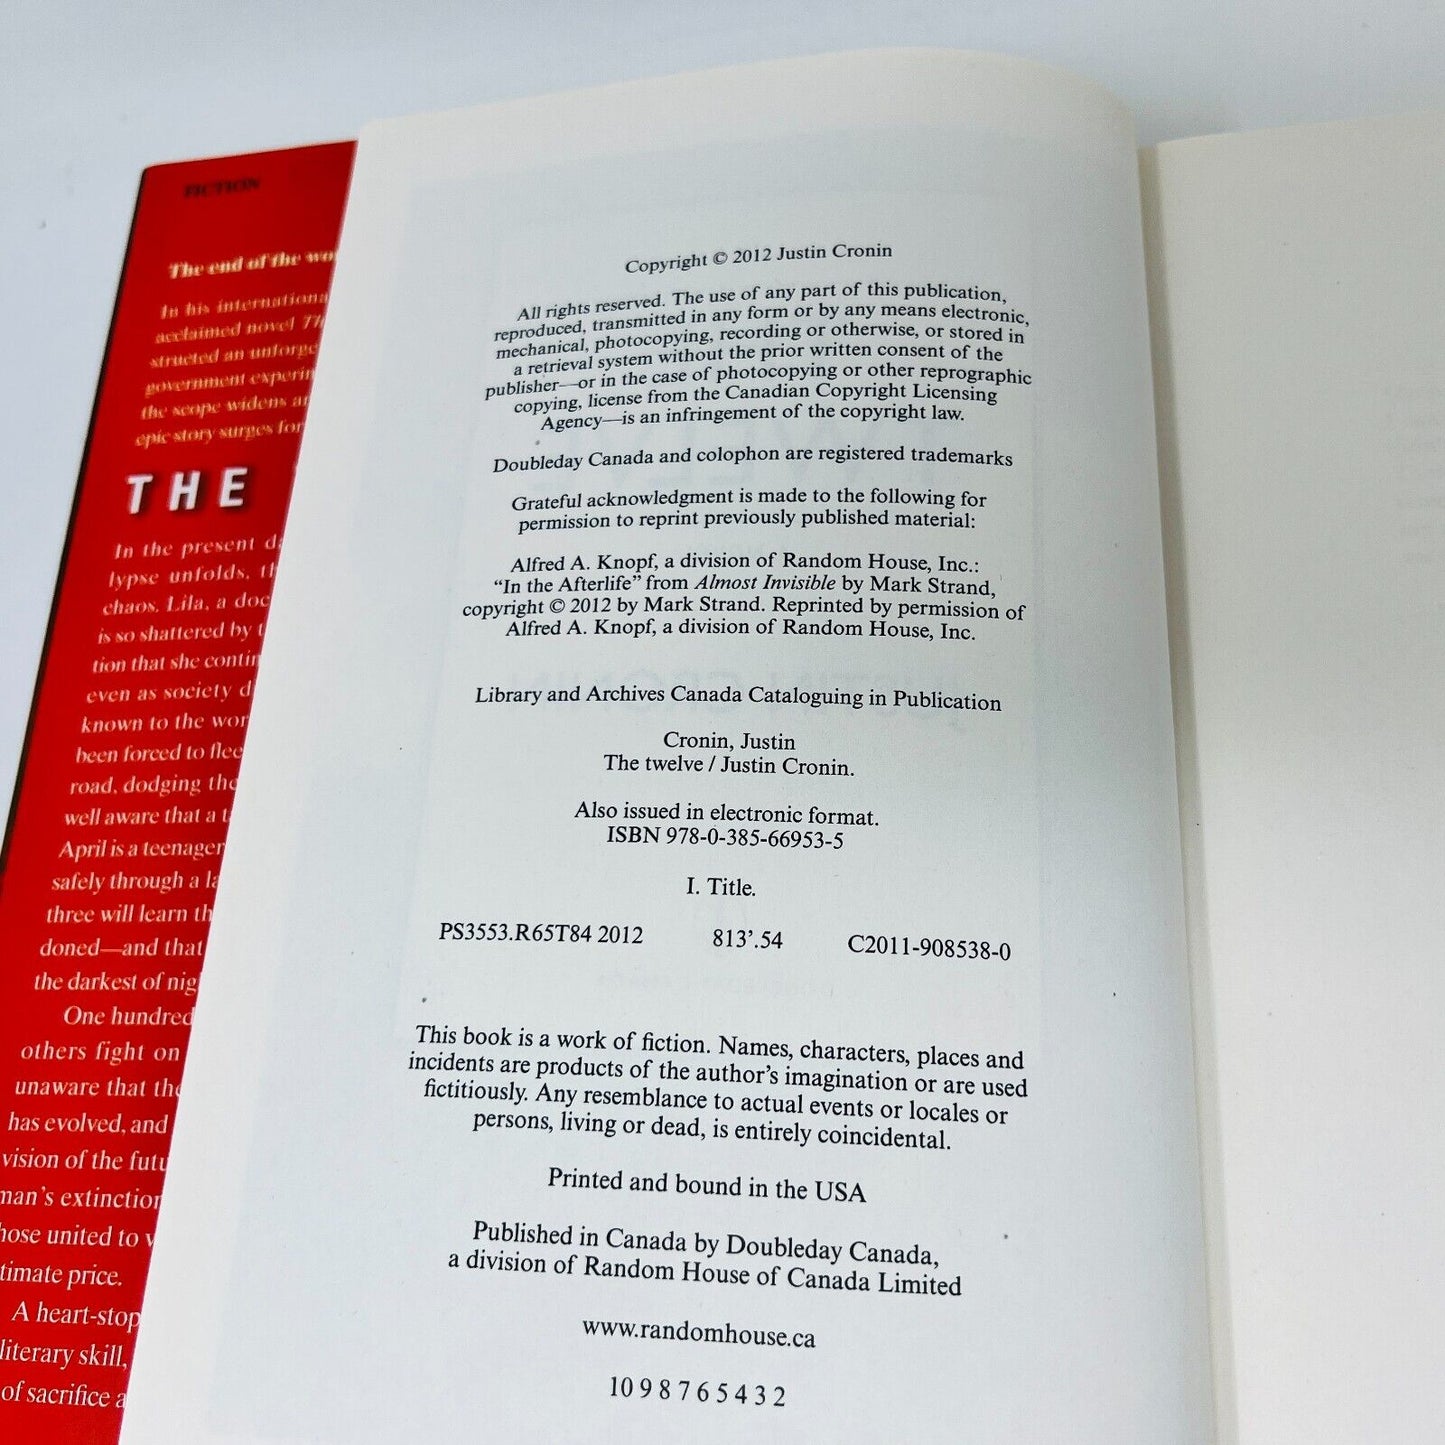 FICTION
The end of the
In his
acclaimed novel
structed an
government
the scope widens
epic story surges for
THE
In the present
lypse unfolds,
chaos. Lila, a doc
is so shattered by
tion that she contin
even as society d
known to the wor
been forced to flee
road, dodging the
well aware that a
April is a teenager
safely through a
three will learn th
doned—and that
the darkest of nig
One hundred
others fight on
unaware that the
has evolved, and
vision of the futu
man's extinction
hose united to
timate price.
A heart-stop
literary skill,
of sacrifice a
Copyright © 2012 Justin Cronin
All rights reserved. The use of any part of this publication,
reproduced, transmitted in any form or by any means electronic,
mechanical, photocopying, recording or otherwise, or stored in
a retrieval system without the prior written consent of the
publisher—or in the case of photocopying or other reprographic
copying, license from the Canadian Copyright Licensing
Agency—is an infringement of the copyright law.
Doubleday Canada and colophon are registered trademarks
Grateful acknowledgment is made to the following for
permission to reprint previously published material:
Alfred A. Knopf, a division of Random House, Inc.:
“In the Afterlife” from Almost Invisible by Mark Strand,
copyright © 2012 by Mark Strand. Reprinted by permission of
Alfred A. Knopf, a division of Random House, Inc.
Library and Archives Canada Cataloguing in Publication
Cronin, Justin
The twelve / Justin Cronin.
Also issued in electronic format.
ISBN 978-0-385-66953-5
I. Title.
PS3553.R65T84 2012 813’.54 C2011-908538-0
This book is a work of fiction. Names, characters, places and
incidents are products of the author’s imagination or are used
fictitiously. Any resemblance to actual events or locales or
persons, living or dead, is entirely coincidental.
Printed and bound in the USA
Published in Canada by Doubleday Canada,
a division of Random House of Canada Limited
www.randomhouse.ca
10 9 8 7 6 5 4 3 2